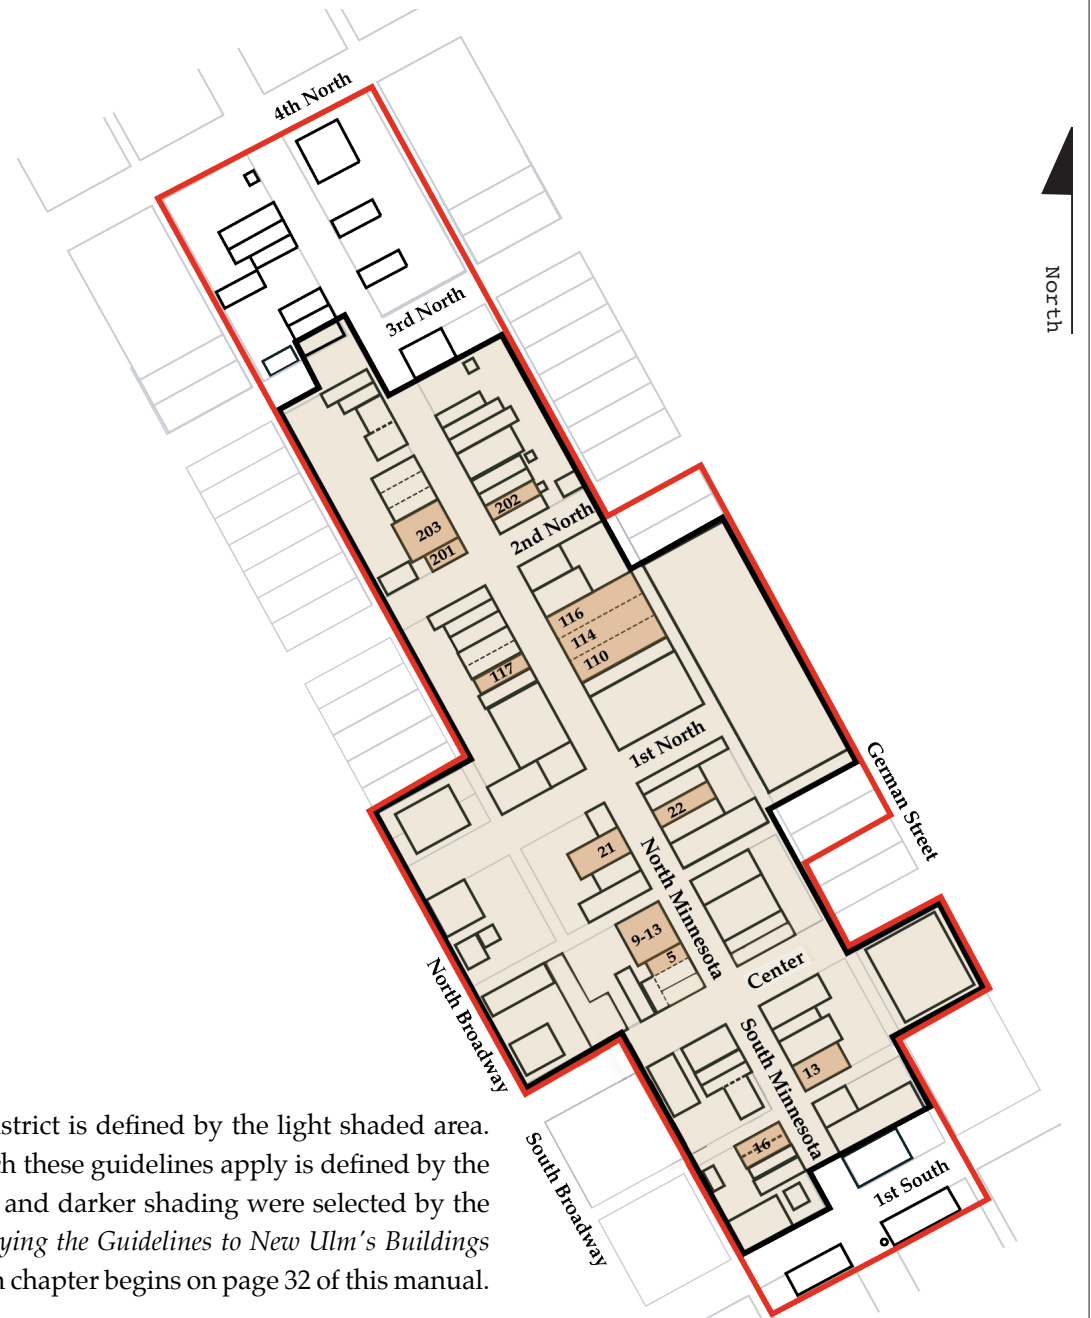 4th North
North
3rd North
202
2nd North
203
201
116
114
110
117
1st North
German Street
22
21
North Minnesota
9-13
5
Center
North Broadway
South Minnesota
13
16
South Broadway
1st South
strict is defined by the light shaded area.
h these guidelines apply is defined by the
and darker shading were selected by the
ying the Guidelines to New Ulm's Buildings
chapter begins on page 32 of this manual.